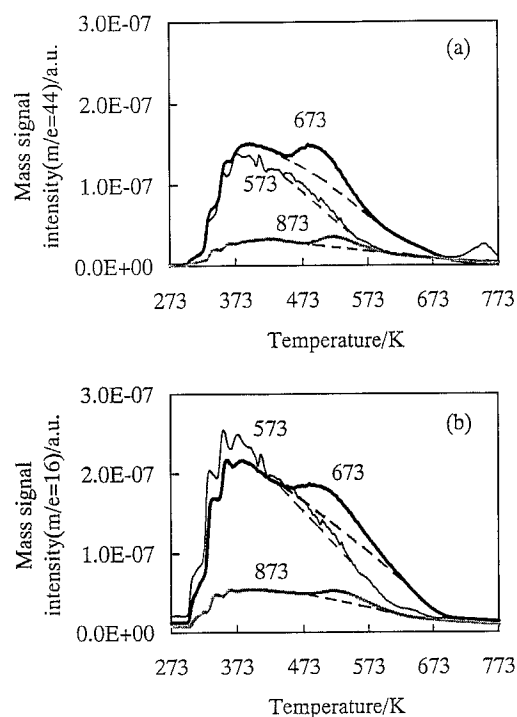 3.0E-07
(a)
2.0E-07
673
Mass signal
intensity(m/e=44)/a.u.
1.0E-07
573
873
0.0E+00
273 373 473 573 673 773
Temperature/K
3.0E-07
573
(b)
673
2.0E-07
Mass signal
intensity(m/e=16)/a.u.
1.0E-07
873
0.0E+00
273 373 473 573 673 773
Temperature/K